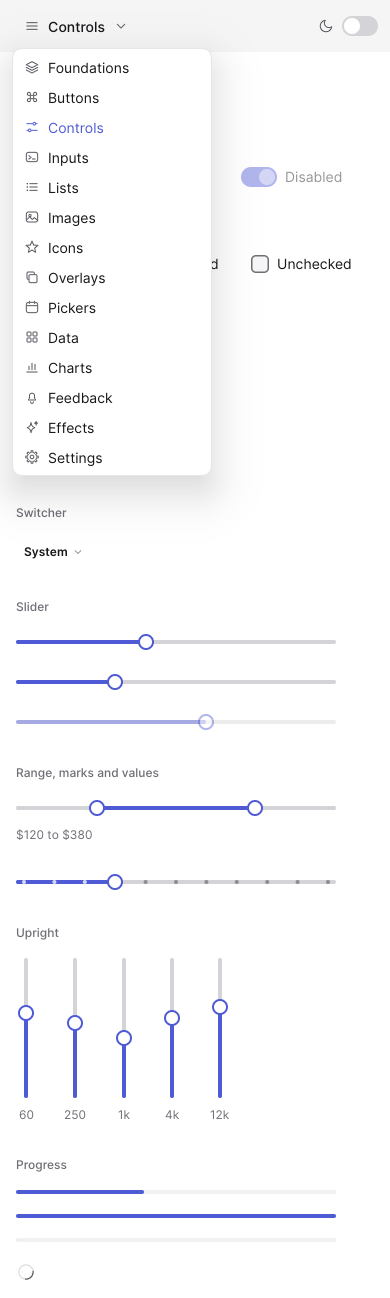 Controls
Foundations
Buttons
Controls
Inputs
Disabled
Lists
Images
Icons
Unchecked
Overlays
Pickers
Data
Charts
Feedback
Effects
Settings
Switcher
System
Slider
Range, marks and values
$120 to $380
Upright
60 250 1k 4k 12k
Progress